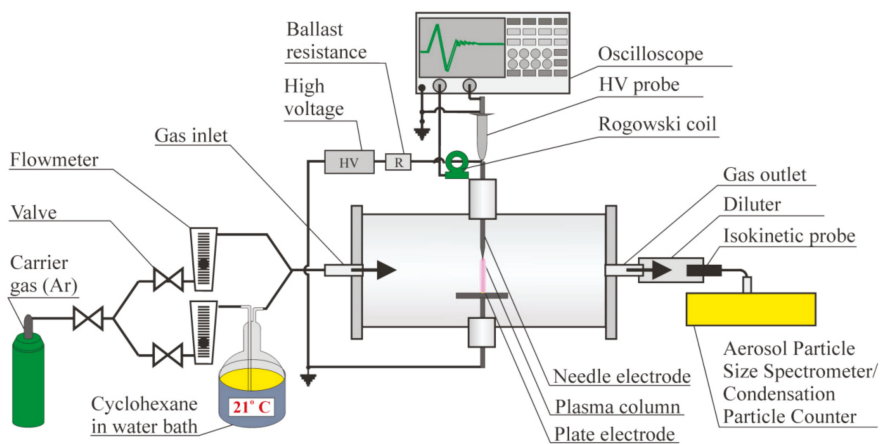 Ballast
resistance
High
voltage
Gas inlet
Flowmeter
Valve
Carrier
gas (Ar)
Oscilloscope
HV probe
Rogowski coil
HV
R
Gas outlet
Diluter
Isokinetic probe
21° C
Cyclohexane
in water bath
Needle electrode
Plasma column
Plate electrode
Aerosol Particle
Size Spectrometer/
Condensation
Particle Counter